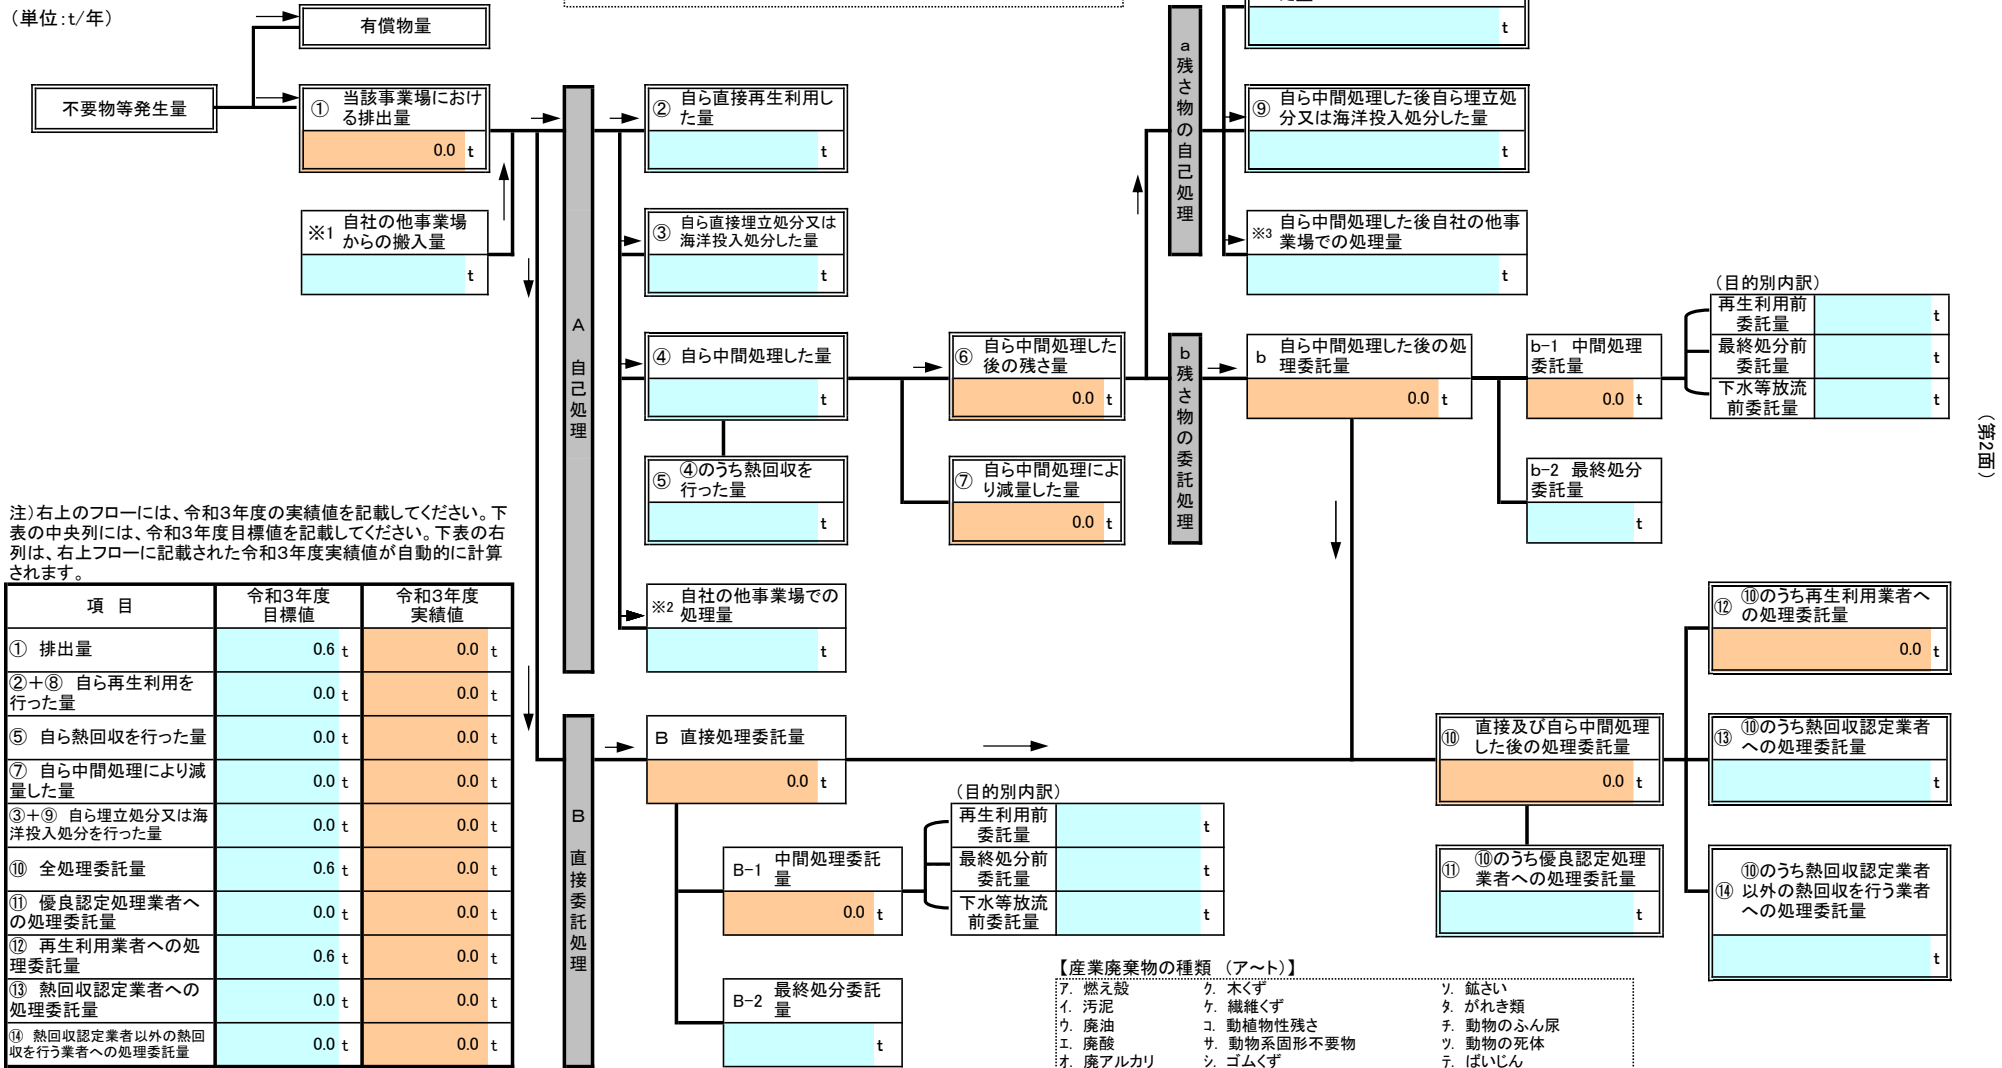 （単位：t/年）
有償物量
不要物等発生量
① 当該事業場におけ
る排出量
0.0 t
※1 自社の他事業場
からの搬入量
t
A 自己処理
② 自ら直接再生利用し
た量
t
③ 自ら直接埋立処分又は
海洋投入処分した量
t
④ 自ら中間処理した量
t
⑤ ④のうち熱回収を
行った量
t
※2 自社の他事業場での
処理量
t
⑥ 自ら中間処理した
後の残さ量
0.0 t
⑦ 自ら中間処理によ
り減量した量
0.0 t
a 残さ物の自己処理
t
⑨ 自ら中間処理した後自ら埋立処
分又は海洋投入処分した量
t
※3 自ら中間処理した後自社の他事
業場での処理量
t
b 残さ物の委託処理
b 自ら中間処理した後の処
理委託量
0.0 t
b-1 中間処理
委託量
0.0 t
b-2 最終処分
委託量
t
（目的別内訳）
再生利用前
委託量
t
最終処分前
委託量
t
下水等放流
前委託量
t
（第2面）
注）右上のフローには、令和3年度の実績値を記載してください。下
表の中央列には、令和3年度目標値を記載してください。下表の右
列は、右上フローに記載された令和3年度実績値が自動的に計算
されます。
項 目 令和3年度 目標値 令和3年度 実績値
① 排出量 0.6 t 0.0 t
②＋⑧ 自ら再生利用を
行った量 0.0 t 0.0 t
⑤ 自ら熱回収を行った量 0.0 t 0.0 t
⑦ 自ら中間処理により減
量した量 0.0 t 0.0 t
③＋⑨ 自ら埋立処分又は海
洋投入処分を行った量 0.0 t 0.0 t
⑩ 全処理委託量 0.6 t 0.0 t
⑪ 優良認定処理業者へ
の処理委託量 0.0 t 0.0 t
⑫ 再生利用業者への処
理委託量 0.6 t 0.0 t
⑬ 熱回収認定業者への
処理委託量 0.0 t 0.0 t
⑭ 熱回収認定業者以外の熱回
収を行う業者への処理委託量 0.0 t 0.0 t
B 直接委託処理
B 直接処理委託量
0.0 t
B-1 中間処理委託
量
0.0 t
B-2 最終処分委託
量
t
（目的別内訳）
再生利用前
委託量
t
最終処分前
委託量
t
下水等放流
前委託量
t
⑩ 直接及び自ら中間処理
した後の処理委託量
0.0 t
⑪ ⑩のうち優良認定処理
業者への処理委託量
t
⑫ ⑩のうち再生利用業者へ
の処理委託量
0.0 t
⑬ ⑩のうち熱回収認定業者
への処理委託量
t
⑭ ⑩のうち熱回収認定業者
以外の熱回収を行う業者
への処理委託量
t
【産業廃棄物の種類 （ア～ト）】
ア. 燃え殻 ク. 木くず ソ. 鉱さい
イ. 汚泥 ケ. 繊維くず タ. がれき類
ウ. 廃油 コ. 動植物性残さ チ. 動物のふん尿
エ. 廃酸 サ. 動物系固形不要物 ツ. 動物の死体
オ. 廃アルカリ シ. ゴムくず テ. ばいじん